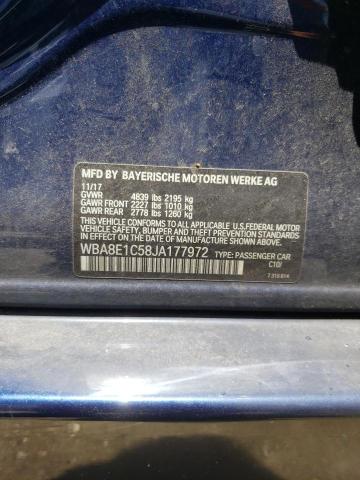 MFD BY BAYERISCHE MOTOREN WERKE AG
11/17
GVWR 4839 lbs 2195 kg
GAWR FRONT 2227 lbs 1010 kg
GAWR REAR 2778 lbs 1260 kg
THIS VEHICLE CONFORMS TO ALL APPLICABLE U.S.FEDERAL MOTOR
VEHICLE SAFETY, BUMPER, AND THEFT PREVENTION STANDARDS
IN EFFECT ON THE DATE OF MANUFACTURE SHOWN ABOVE.
WBA8E1C58JA177972 TYPE: PASSENGER CAR
C10/